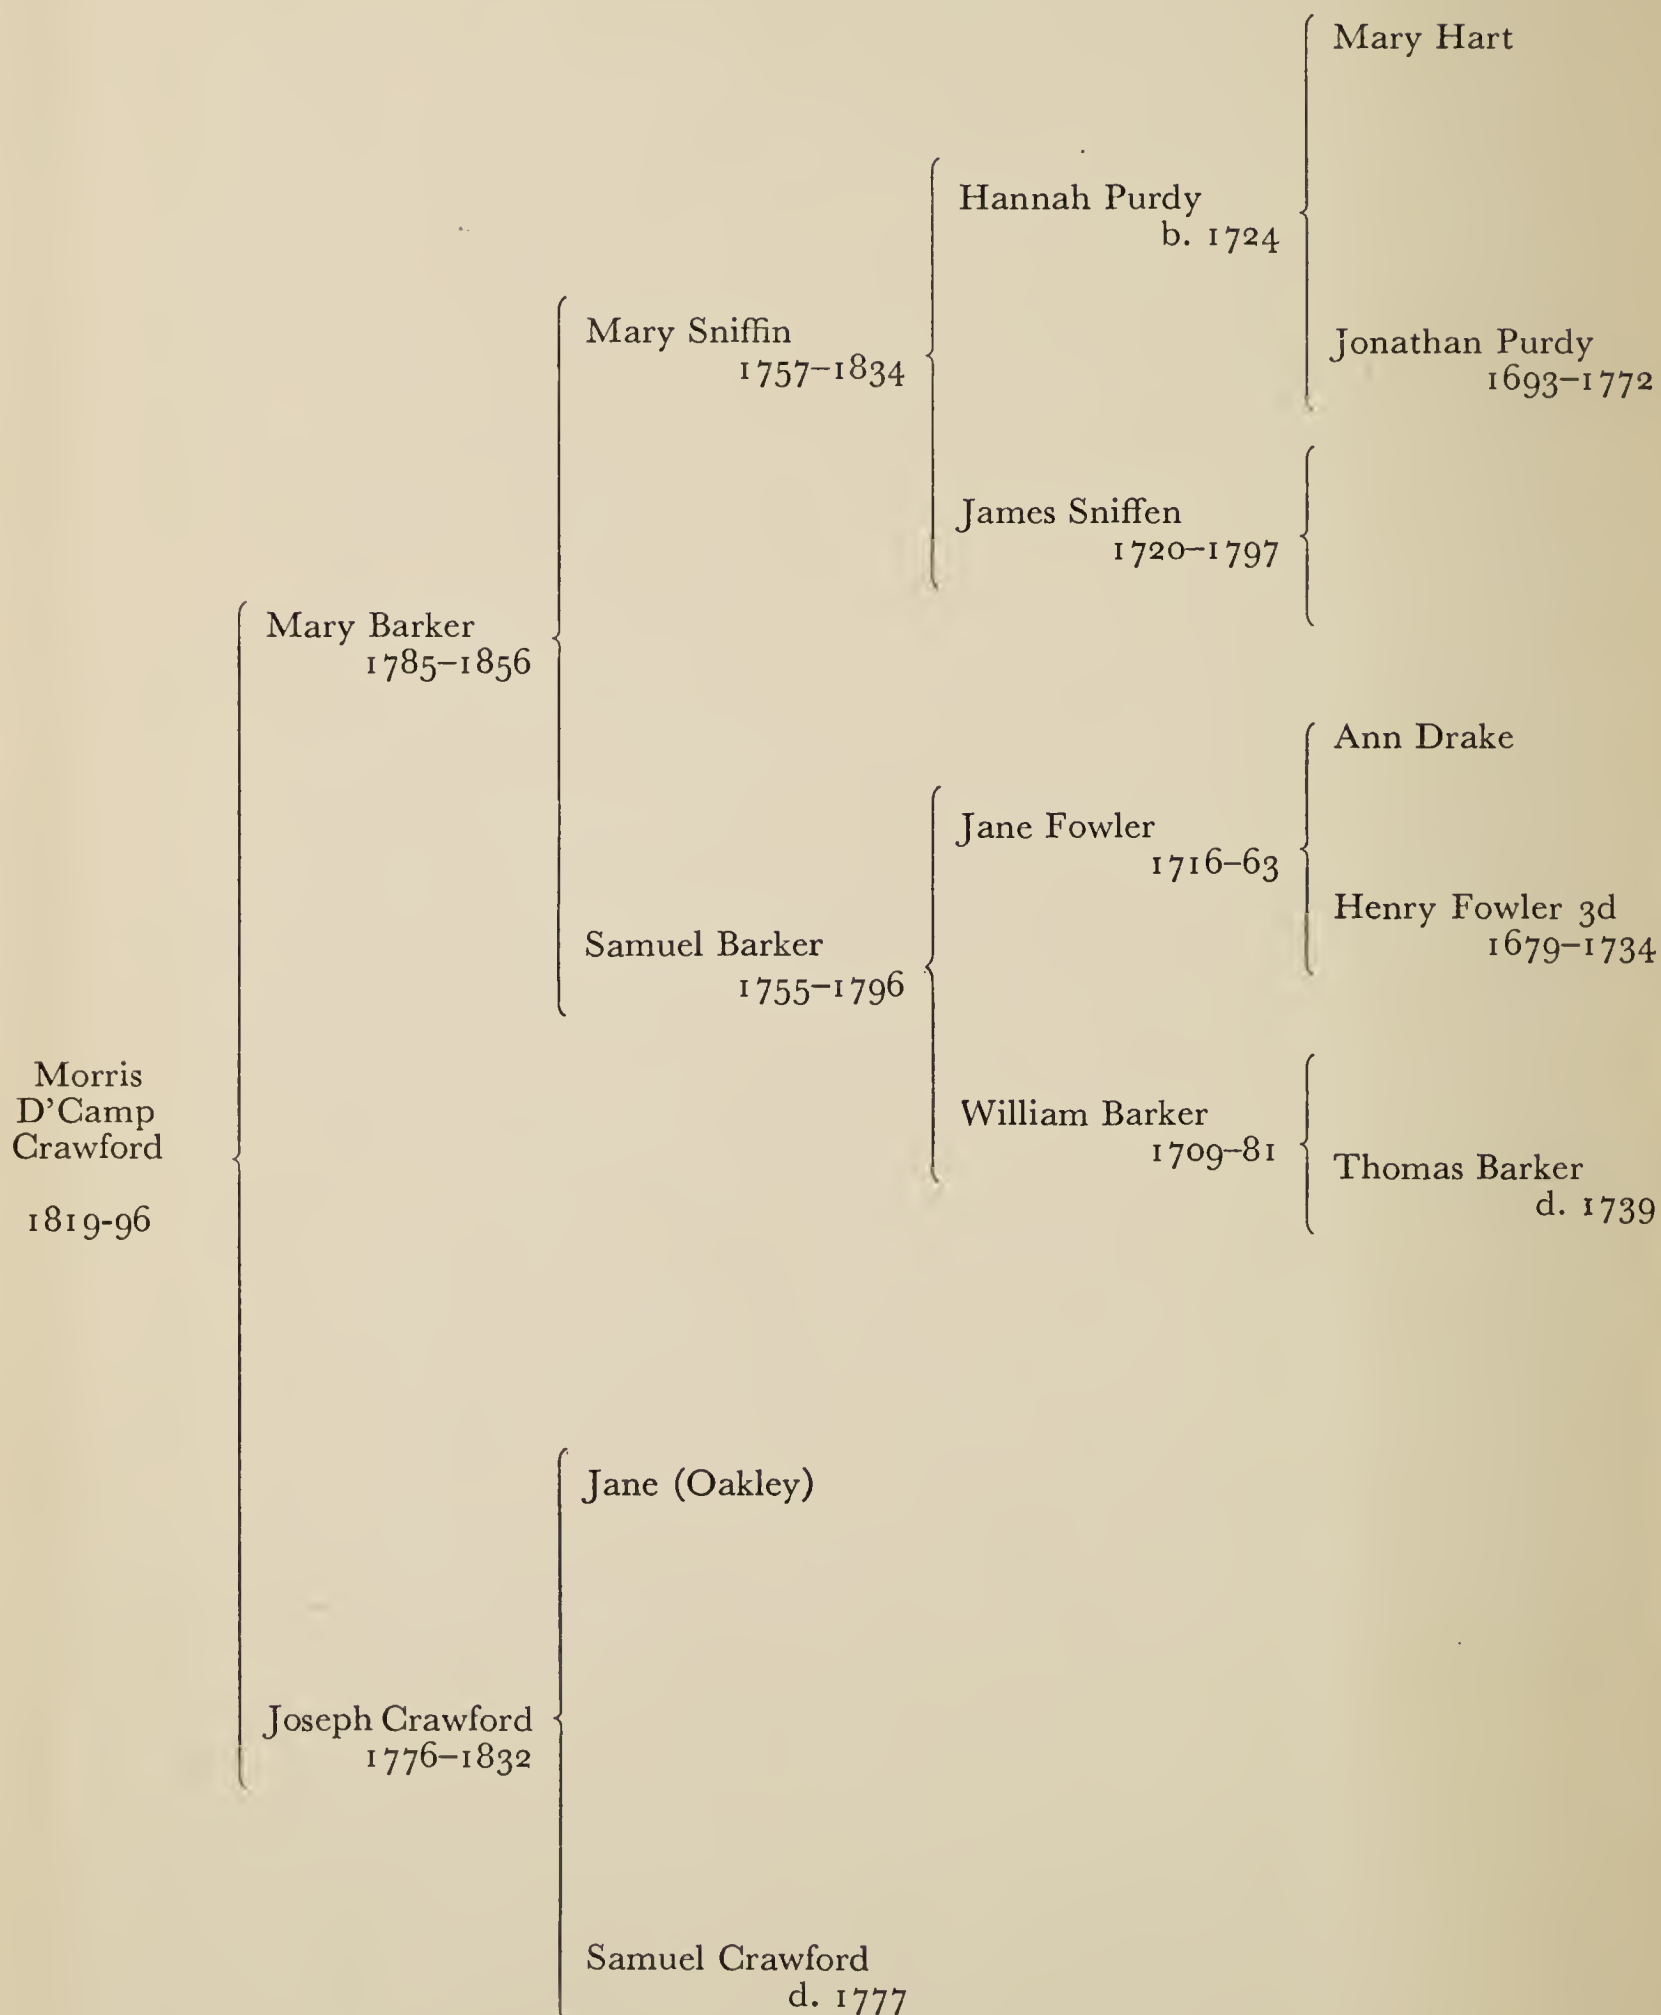 Mary Hart
Hannah Purdy
b. 1724
Mary Sniffin
1757–1834
Jonathan Purdy
1693–1772
James Sniffen
1720–1797
Mary Barker
1785–1856
Ann Drake
Jane Fowler
1716–63
Henry Fowler 3d
1679–1734
Samuel Barker
1755–1796
Morris
D’Camp
Crawford
1819-96
William Barker
1709–81
Thomas Barker
d. 1739
Jane (Oakley)
Joseph Crawford
1776–1832
Samuel Crawford
d. 1777